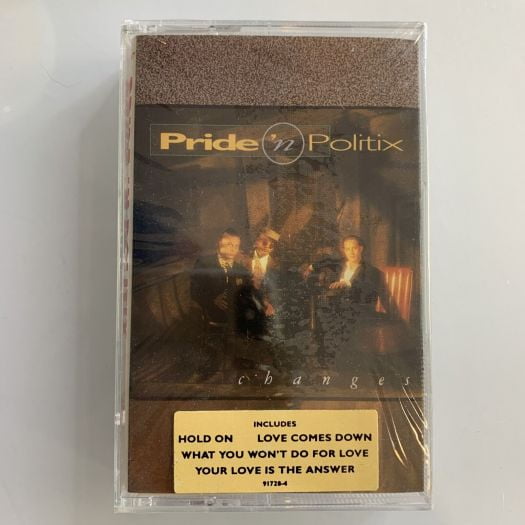 Pride 'n Politix
changes
INCLUDES
HOLD ON LOVE COMES DOWN
WHAT YOU WON'T DO FOR LOVE
YOUR LOVE IS THE ANSWER
91728-4